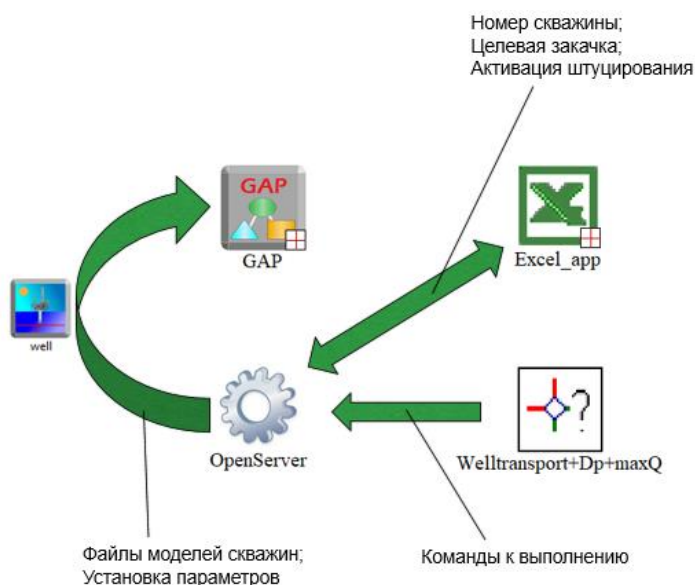 Номер скважины;
Целевая закачка;
Активация штуцирования
GAP
GAP
Excel_app
well
OpenServer
?
Welltransport+Dp+maxQ
Файлы моделей скважин;
Установка параметров
Команды к выполнению